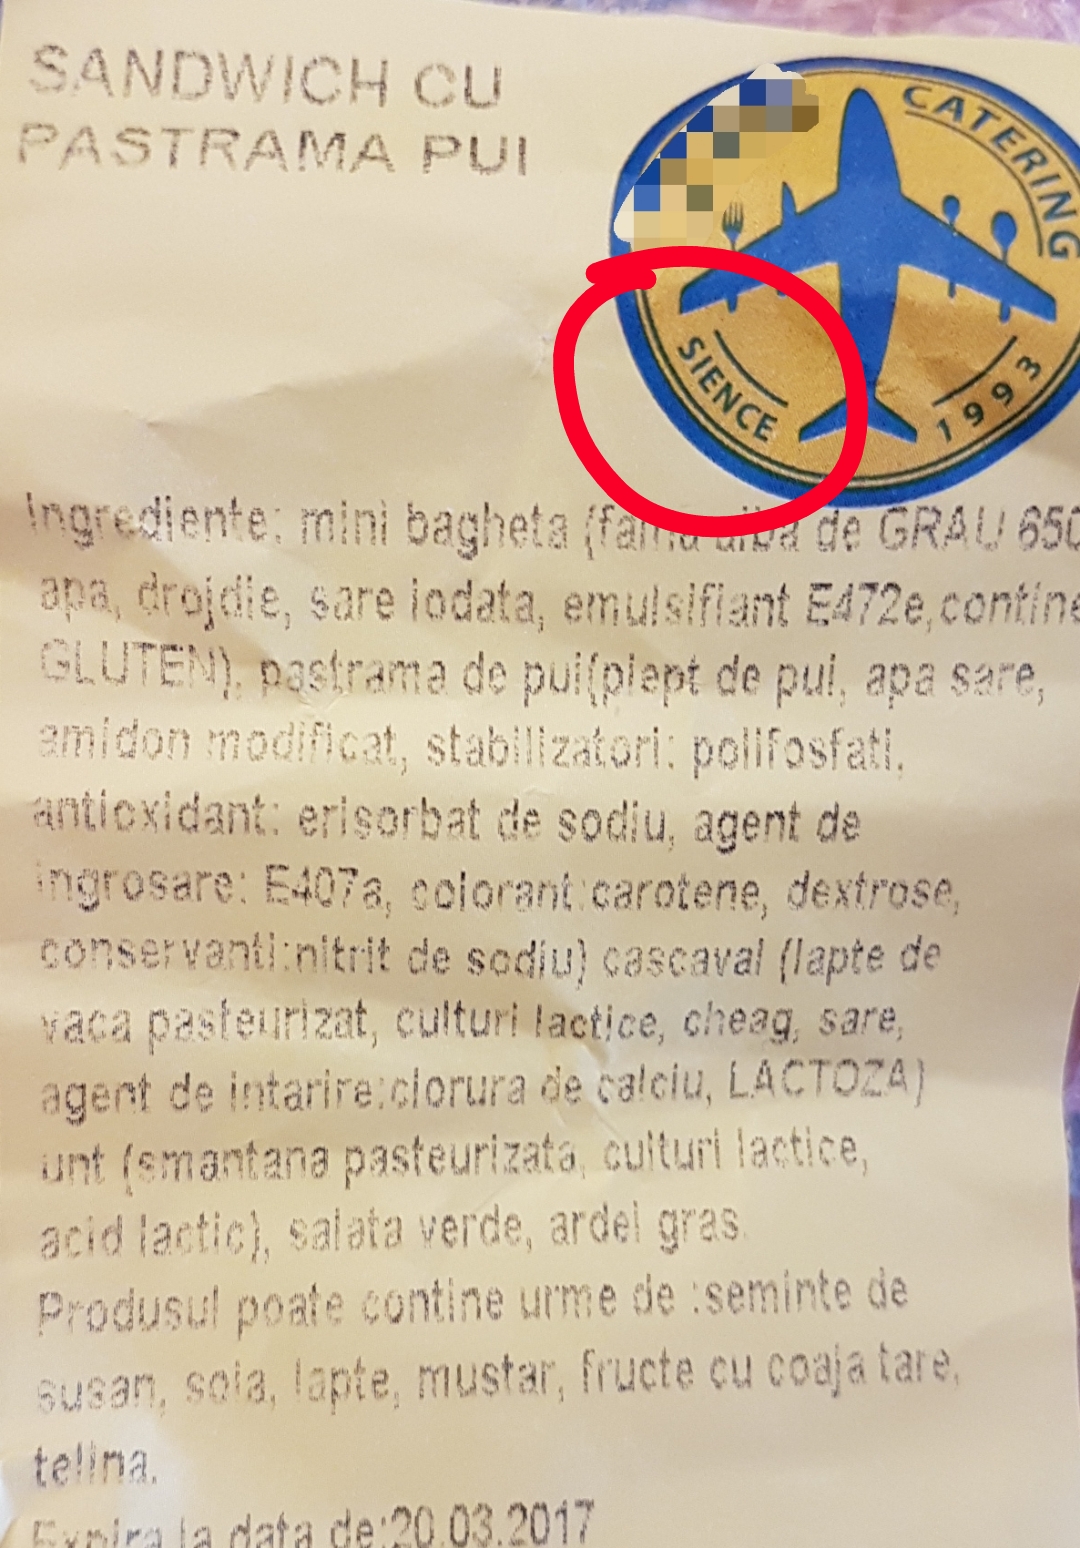 SANDWICH CU
PASTRAMA PUI
CATERING
SIENCE
1993
Ingrediente: mini bagheta (faina alba de GRAU 650
apa, drojdie, sare iodata, emulsifiant E472e,contine
GLUTEN), pastrama de pui(piept de pui, apa sare,
amidon modificat, stabilizatori: polifosfati,
antioxidant: erisorbat de sodiu, agent de
ingrosare: E407a, colorant:carotene, dextrose,
conservanti:nitrit de sodiu) cascaval (lapte de
vaca pasteurizat, culturi lactice, cheag, sare,
agent de intarire:clorura de calciu, LACTOZA)
unt (smantana pasteurizata, culturi lactice,
acid lactic), salata verde, ardei gras.
Produsul poate contine urme de :seminte de
susan, soia, lapte, mustar, fructe cu coaja tare,
telina.
Expira la data de:20.03.2017